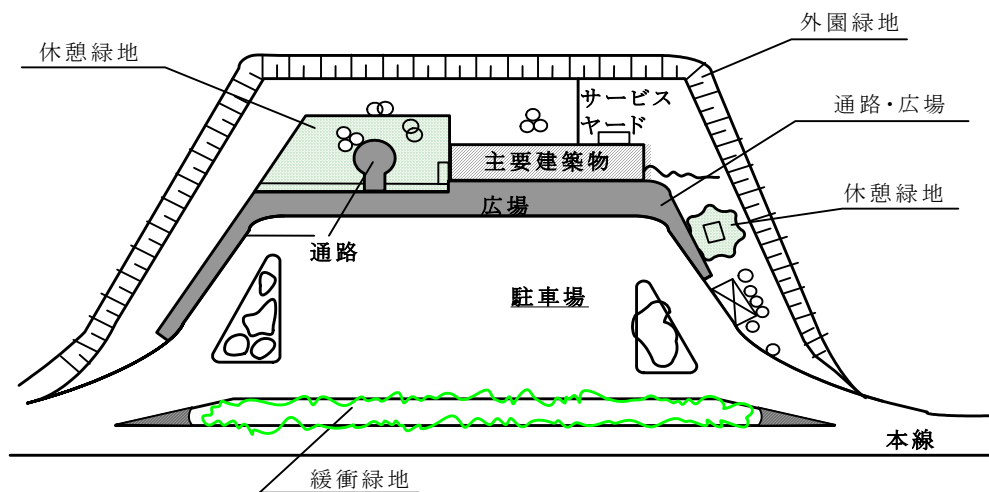 外園緑地
休憩緑地
サービス
ヤード
通路・広場
主要建築物
休憩緑地
広場
通路
駐車場
本線
緩衝緑地